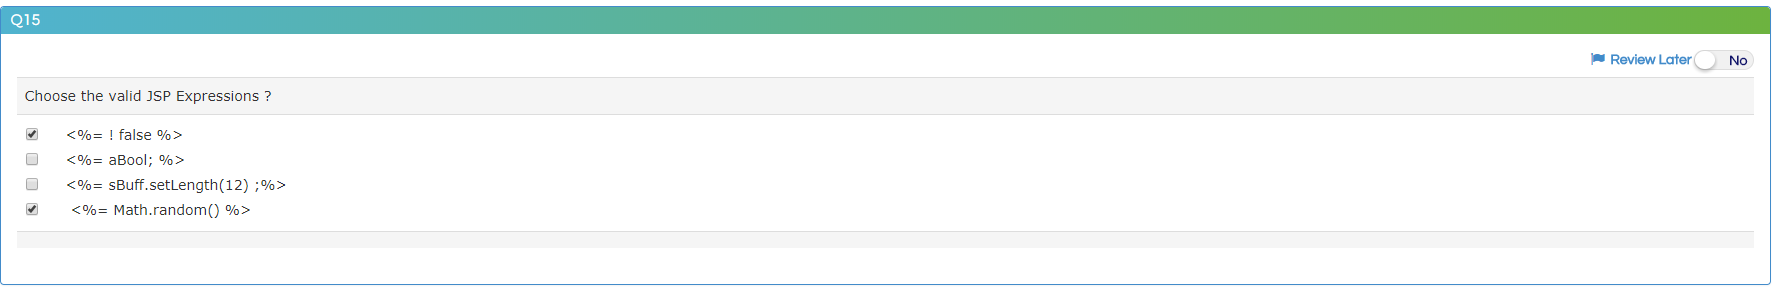 Q15
Review Later No
Choose the valid JSP Expressions ?
<%= ! false %>
<%= aBool; %>
<%= sBuff.setLength(12) ;%>
<%= Math.random() %>